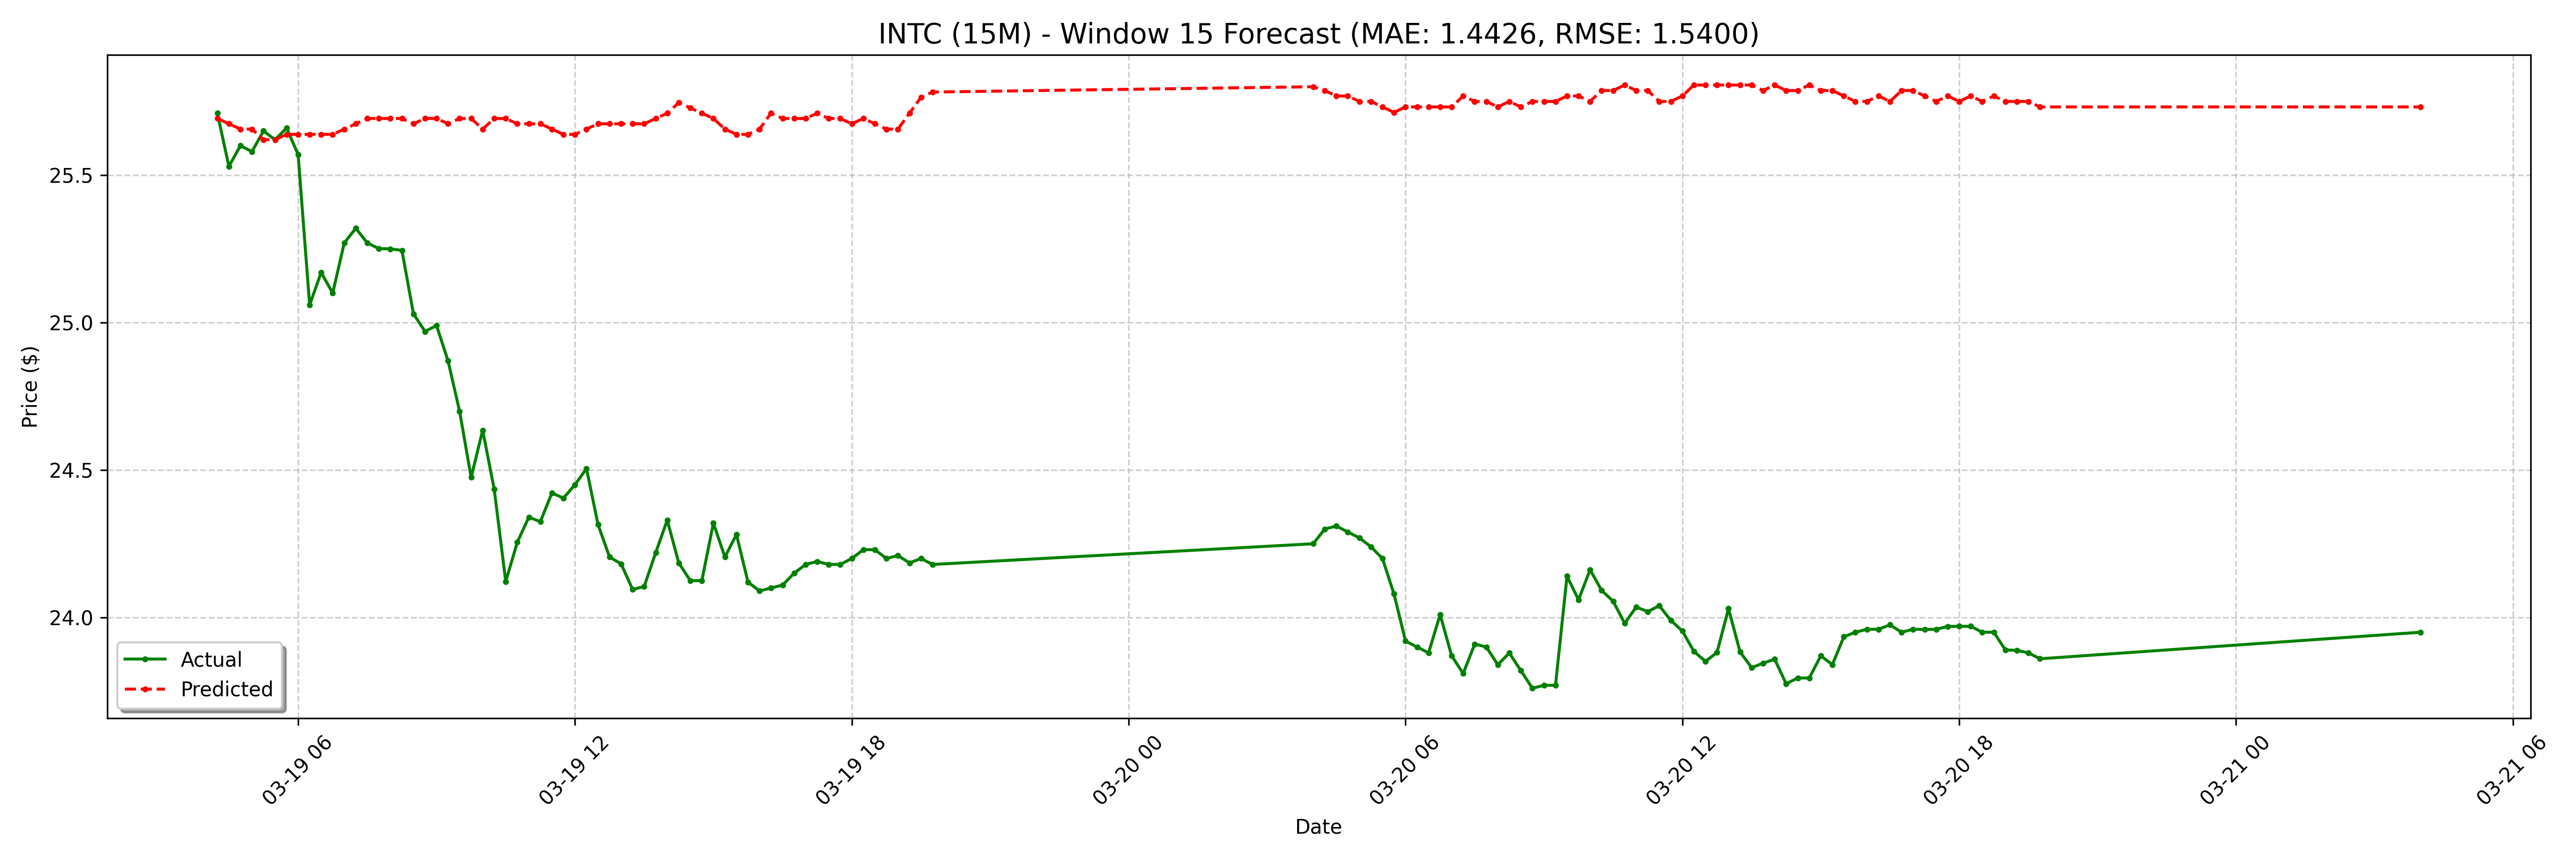 INTC (15M) - Window 15 Forecast (MAE: 1.4426, RMSE: 1.5400)
Price ($)
25.5
25.0
24.5
24.0
Actual
Predicted
03-19 06
03-19 12
03-19 18
03-20 00
03-20 06
03-20 12
03-20 18
03-21 00
03-21 06
Date